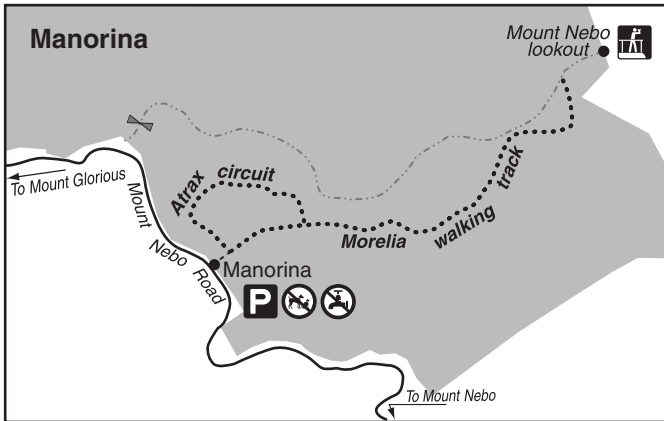 Manorina
Mount Nebo
lookout
To Mount Glorious
Atrax
circuit
Mount
Nebo
Road
Morelia
walking
track
Manorina
P
To Mount Nebo